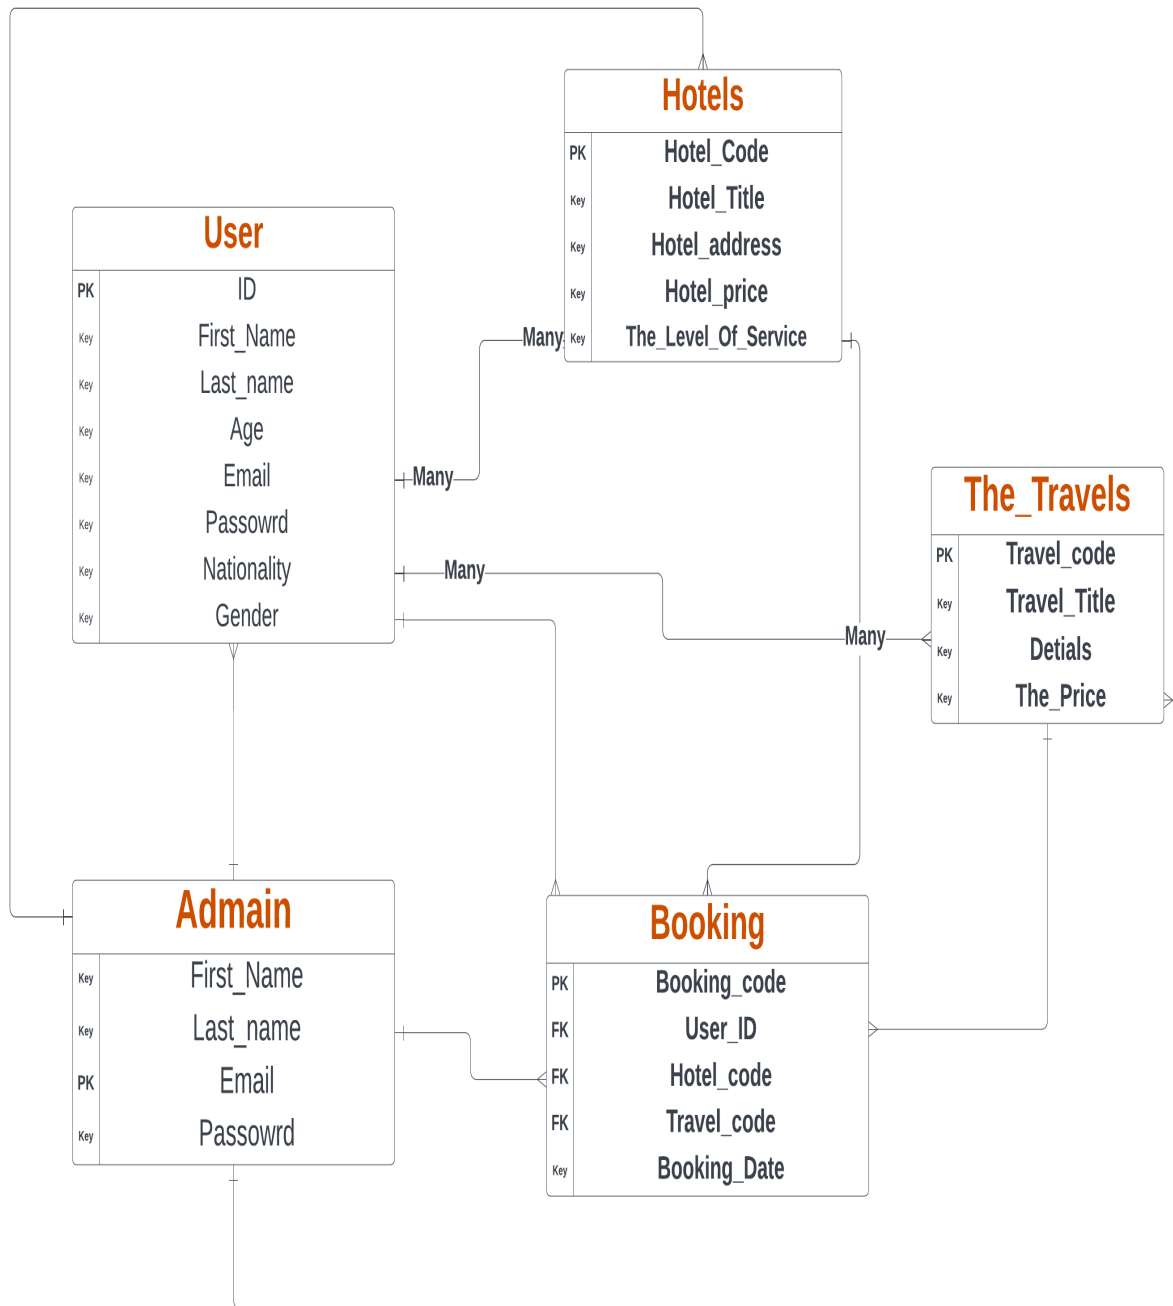 Hotels
PK Hotel_Code
Key Hotel_Title
Key Hotel_address
Key Hotel_price
Key The_Level_Of_Service
User
PK ID
Key First_Name
Key Last_name
Key Age
Key Email
Key Passowrd
Key Nationality
Key Gender
Many
Many
Many
Many
The_Travels
PK Travel_code
Key Travel_Title
Key Detials
Key The_Price
Admain
Key First_Name
Key Last_name
PK Email
Key Passowrd
Booking
PK Booking_code
FK User_ID
FK Hotel_code
FK Travel_code
Key Booking_Date